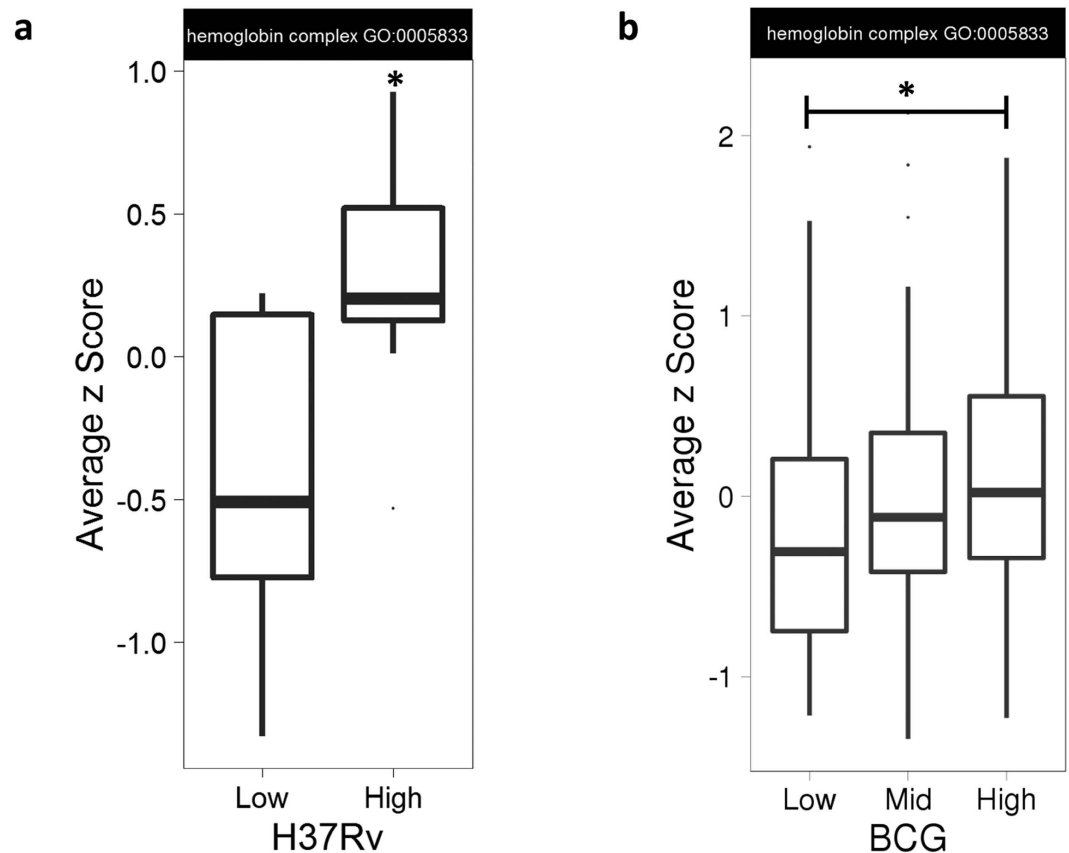 a
hemoglobin complex GO:0005833
*
1.0
0.5
0.0
-0.5
-1.0
Average z Score
Low High
H37Rv
b
hemoglobin complex GO:0005833
*
2
1
0
-1
Average z Score
Low Mid High
BCG